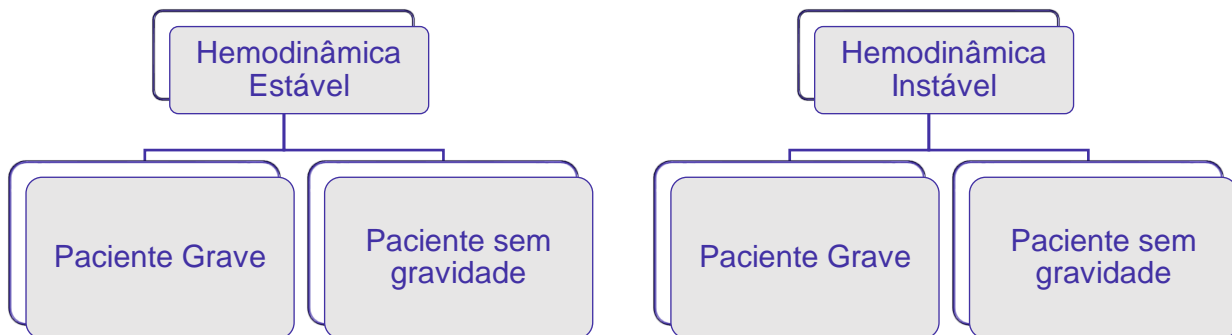 Hemodinâmica
Estável
Hemodinâmica
Instável
Paciente Grave
Paciente sem
gravidade
Paciente Grave
Paciente sem
gravidade